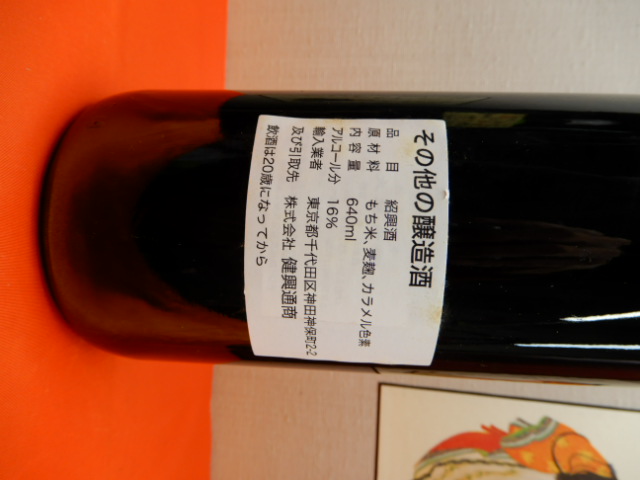 その他の醸造酒
品目 紹興酒
原材料 もち米、麦麹、カラメル色素
内容量 640ml
アルコール分 16%
輸入業者 東京都千代田区神田神保町2-2
及び引取先 株式会社 健興通商
飲酒は20歳になってから